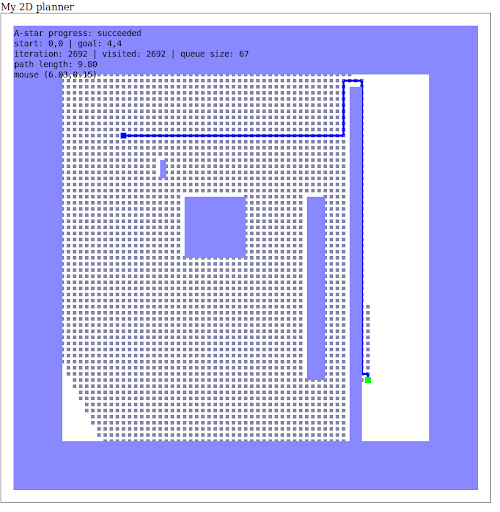 My 2D planner
A-star progress: succeeded
start: 0,0 | goal: 4,4
iteration: 2692 | visited: 2692 | queue size: 67
path length: 9.80
mouse (6.03,0.15)